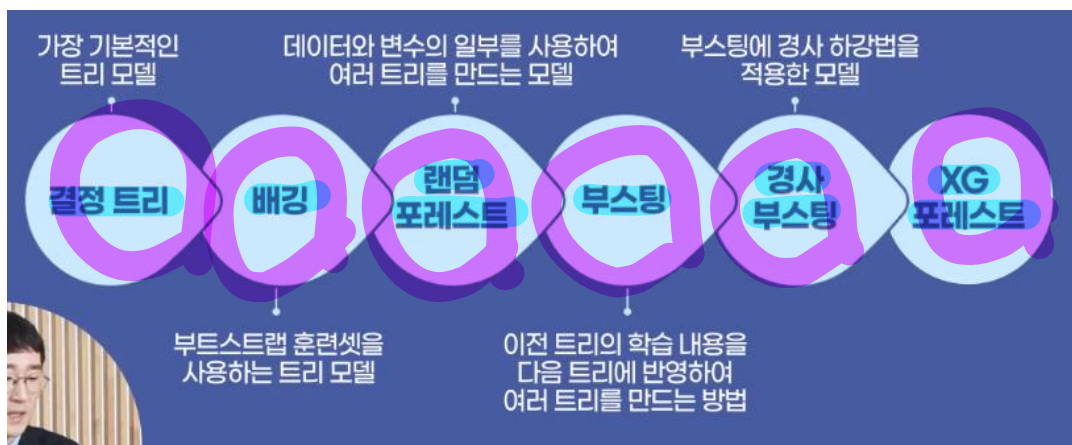 가장 기본적인
트리 모델
데이터와 변수의 일부를 사용하여
여러 트리를 만드는 모델
부스팅에 경사 하강법을
적용한 모델
결정 트리
배깅
랜덤
포레스트
부스팅
경사
부스팅
XG
포레스트
부트스트랩 훈련셋을
사용하는 트리 모델
이전 트리의 학습 내용을
다음 트리에 반영하여
여러 트리를 만드는 방법